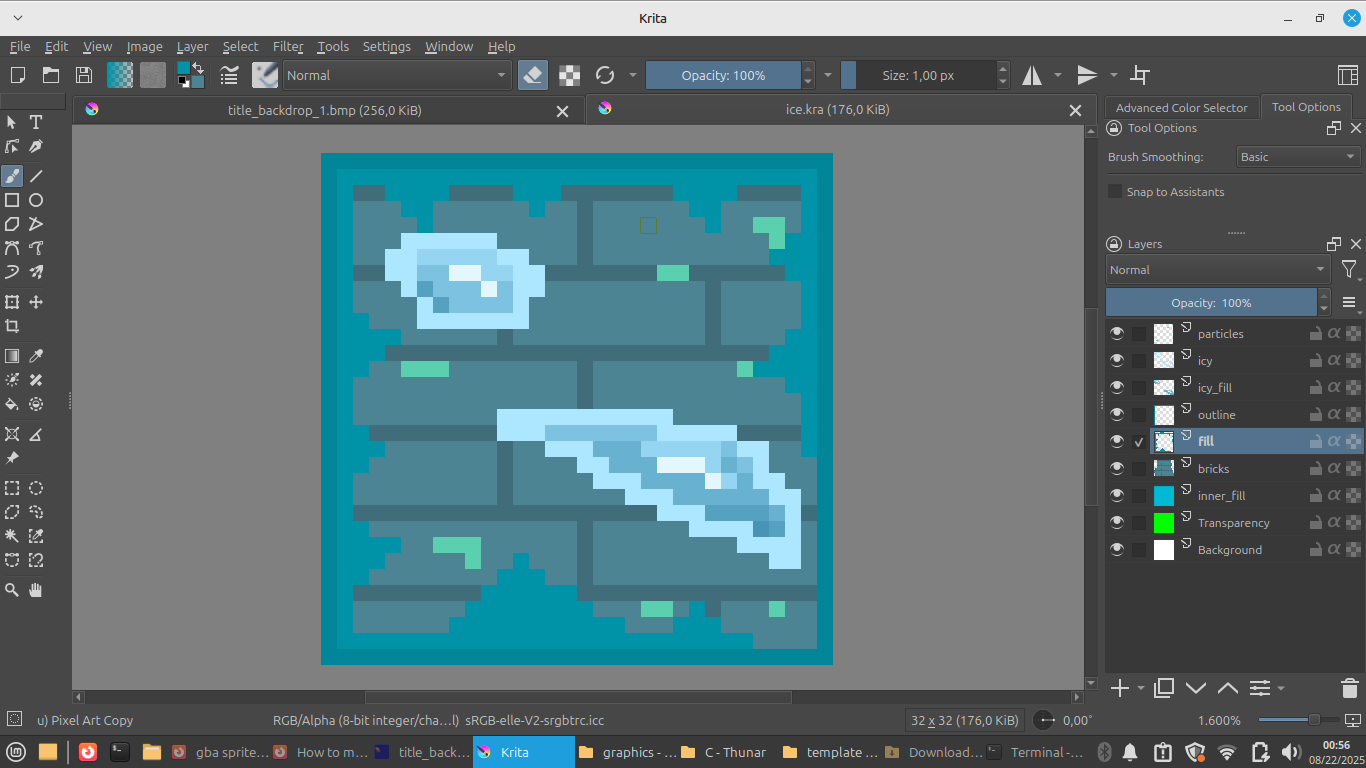 Krita
File Edit View Image Layer Select Filter Tools Settings Window Help
Normal
Opacity: 100%
Size: 1,00 px
title_backdrop_1.bmp (256,0 KiB)
ice.kra (176,0 KiB)
Advanced Color Selector
Tool Options
Tool Options
Brush Smoothing: Basic
Snap to Assistants
Layers
Normal
Opacity: 100%
particles
icy
icy_fill
outline
fill
bricks
inner_fill
Transparency
Background
u) Pixel Art Copy
RGB/Alpha (8-bit integer/cha...l) sRGB-elle-V2-srgbtrc.icc
32 x 32 (176,0 KiB)
0,00°
1.600%
gba sprite...
How to m...
title_back...
Krita
graphics - ...
C - Thunar
template ...
Download...
Terminal -...
00:56
08/22/2025